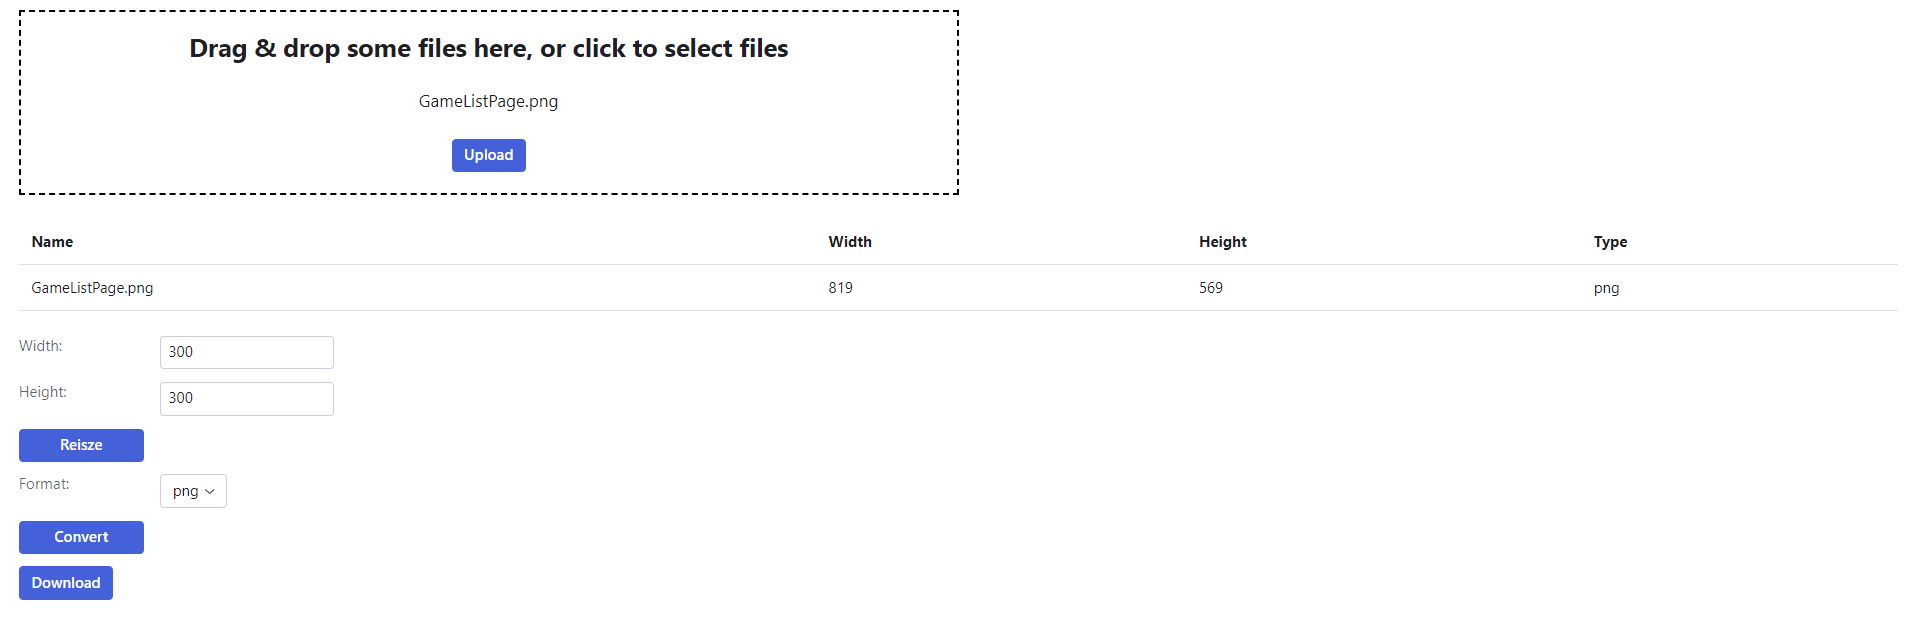 Drag & drop some files here, or click to select files
GameListPage.png
Upload
Name Width Height Type
GameListPage.png 819 569 png
Width: 300
Height: 300
Reisze
Format: png
Convert
Download